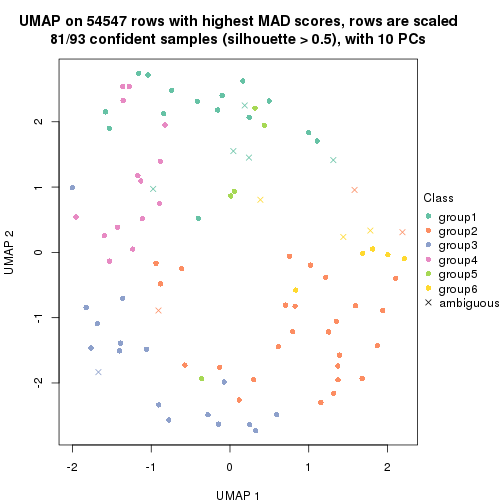 UMAP on 54547 rows with highest MAD scores, rows are scaled
81/93 confident samples (silhouette > 0.5), with 10 PCs
2
1
0
-1
-2
UMAP 2
-2
-1
0
1
2
UMAP 1
Class
group1
group2
group3
group4
group5
group6
ambiguous